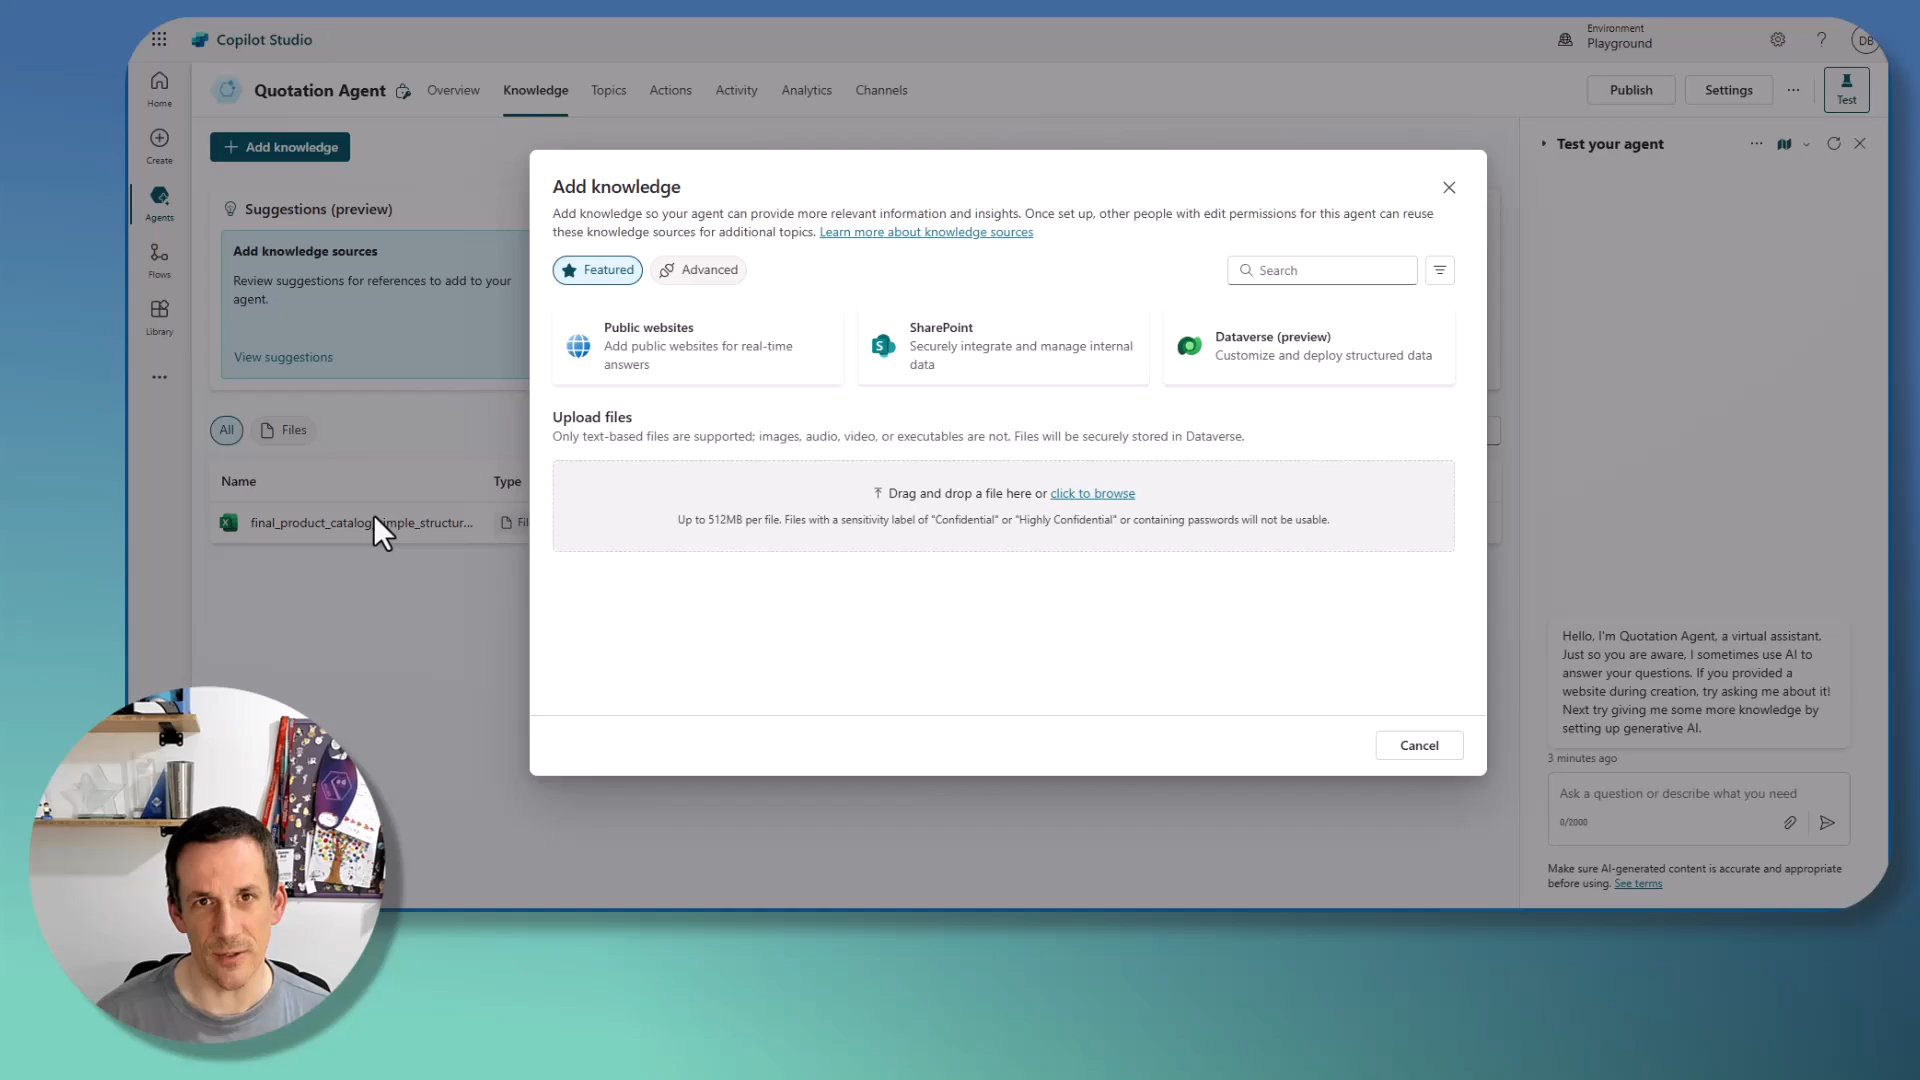 Copilot Studio
Environment
Playground
DB
Home
Create
Agents
Flows
Library
Quotation Agent
Overview
Knowledge
Topics
Actions
Activity
Analytics
Channels
Publish
Settings
Test
Add knowledge
Suggestions (preview)
Add knowledge sources
Review suggestions for references to add to your
agent.
View suggestions
All
Files
Name
Type
final_product_catalog
imple_structur...
Fil
Add knowledge
Add knowledge so your agent can provide more relevant information and insights. Once set up, other people with edit permissions for this agent can reuse
these knowledge sources for additional topics. Learn more about knowledge sources
Featured
Advanced
Search
Public websites
Add public websites for real-time
answers
SharePoint
Securely integrate and manage internal
data
Dataverse (preview)
Customize and deploy structured data
Upload files
Only text-based files are supported; images, audio, video, or executables are not. Files will be securely stored in Dataverse.
Drag and drop a file here or click to browse
Up to 512MB per file. Files with a sensitivity label of "Confidential" or "Highly Confidential" or containing passwords will not be usable.
Cancel
Test your agent
Hello, I'm Quotation Agent, a virtual assistant.
Just so you are aware, I sometimes use AI to
answer your questions. If you provided a
website during creation, try asking me about it!
Next try giving me some more knowledge by
setting up generative AI.
3 minutes ago
Ask a question or describe what you need
0/2000
Make sure AI-generated content is accurate and appropriate
before using. See terms